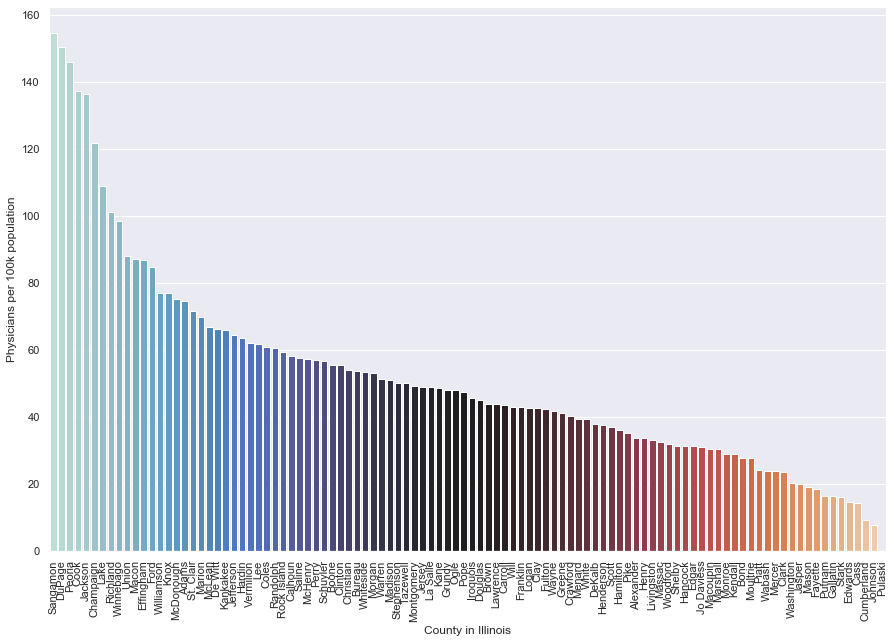 160
140
120
100
80
60
40
20
0
Physicians per 100k population
Sangamon
DuPage
Peoria
Cook
Jackson
Champaign
Lake
Richland
Winnebago
Union
Macon
Effingham
Ford
Williamson
Knox
McDonough
Adams
St. Clair
Marion
McLean
De Witt
Kankakee
Jefferson
Hardin
Vermilion
Lee
Coles
Randolph
Rock Island
Calhoun
Saline
McHenry
Perry
Schuyler
Boone
Clinton
Christian
Bureau
Whiteside
Morgan
Warren
Madison
Stephenson
Tazewell
Montgomery
Jersey
La Salle
Kane
Grundy
Ogle
Pope
Iroquois
Douglas
Brown
Lawrence
Carroll
Will
Franklin
Logan
Clay
Fulton
Wayne
Greene
Crawford
Menard
White
DeKalb
Henderson
Scott
Hamilton
Pike
Alexander
Henry
Livingston
Massac
Woodford
Shelby
Hancock
Edgar
Jo Daviess
Macoupin
Marshall
Monroe
Kendall
Bond
Moultrie
Piatt
Wabash
Mercer
Clark
Washington
Jasper
Mason
Fayette
Putnam
Gallatin
Stark
Edwards
Cass
Cumberland
Johnson
Pulaski
County in Illinois